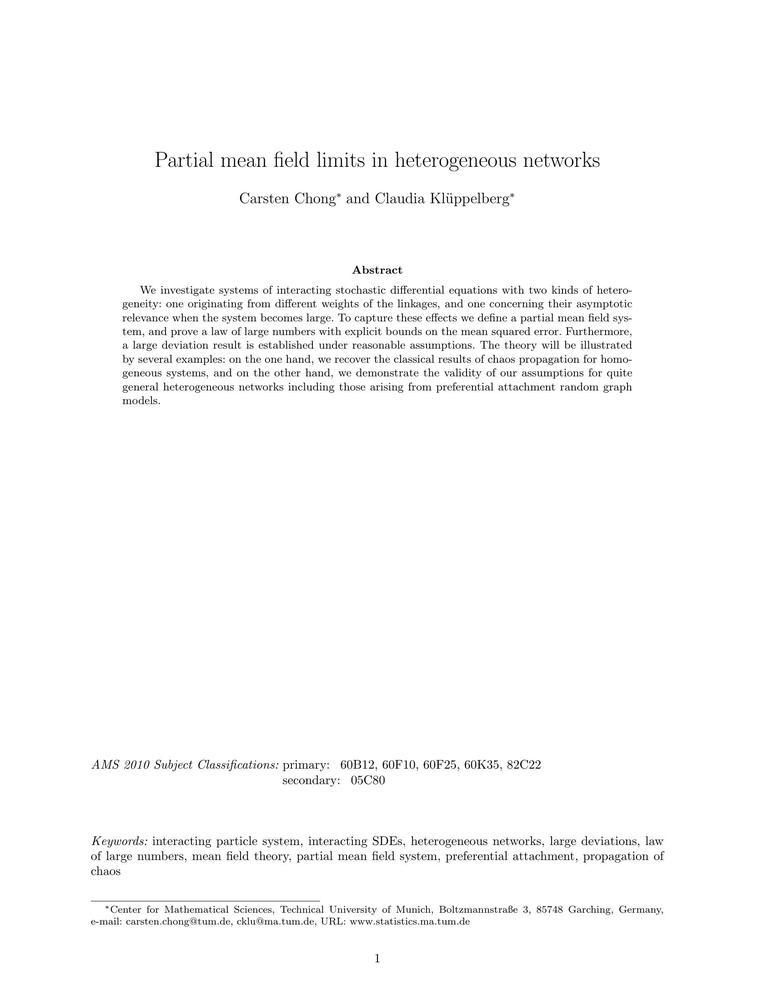 Partial mean field limits in heterogeneous networks
Carsten Chong* and Claudia Klüppelberg*
Abstract
We investigate systems of interacting stochastic differential equations with two kinds of hetero-
geneity: one originating from different weights of the linkages, and one concerning their asymptotic
relevance when the system becomes large. To capture these effects we define a partial mean field sys-
tem, and prove a law of large numbers with explicit bounds on the mean squared error. Furthermore,
a large deviation result is established under reasonable assumptions. The theory will be illustrated
by several examples: on the one hand, we recover the classical results of chaos propagation for homo-
geneous systems, and on the other hand, we demonstrate the validity of our assumptions for quite
general heterogeneous networks including those arising from preferential attachment random graph
models.
AMS 2010 Subject Classifications: primary: 60B12, 60F10, 60F25, 60K35, 82C22
secondary: 05C80
Keywords: interacting particle system, interacting SDEs, heterogeneous networks, large deviations, law
of large numbers, mean field theory, partial mean field system, preferential attachment, propagation of
chaos
*Center for Mathematical Sciences, Technical University of Munich, Boltzmannstraße 3, 85748 Garching, Germany,
e-mail: carsten.chong@tum.de, cklu@ma.tum.de, URL: www.statistics.ma.tum.de
1